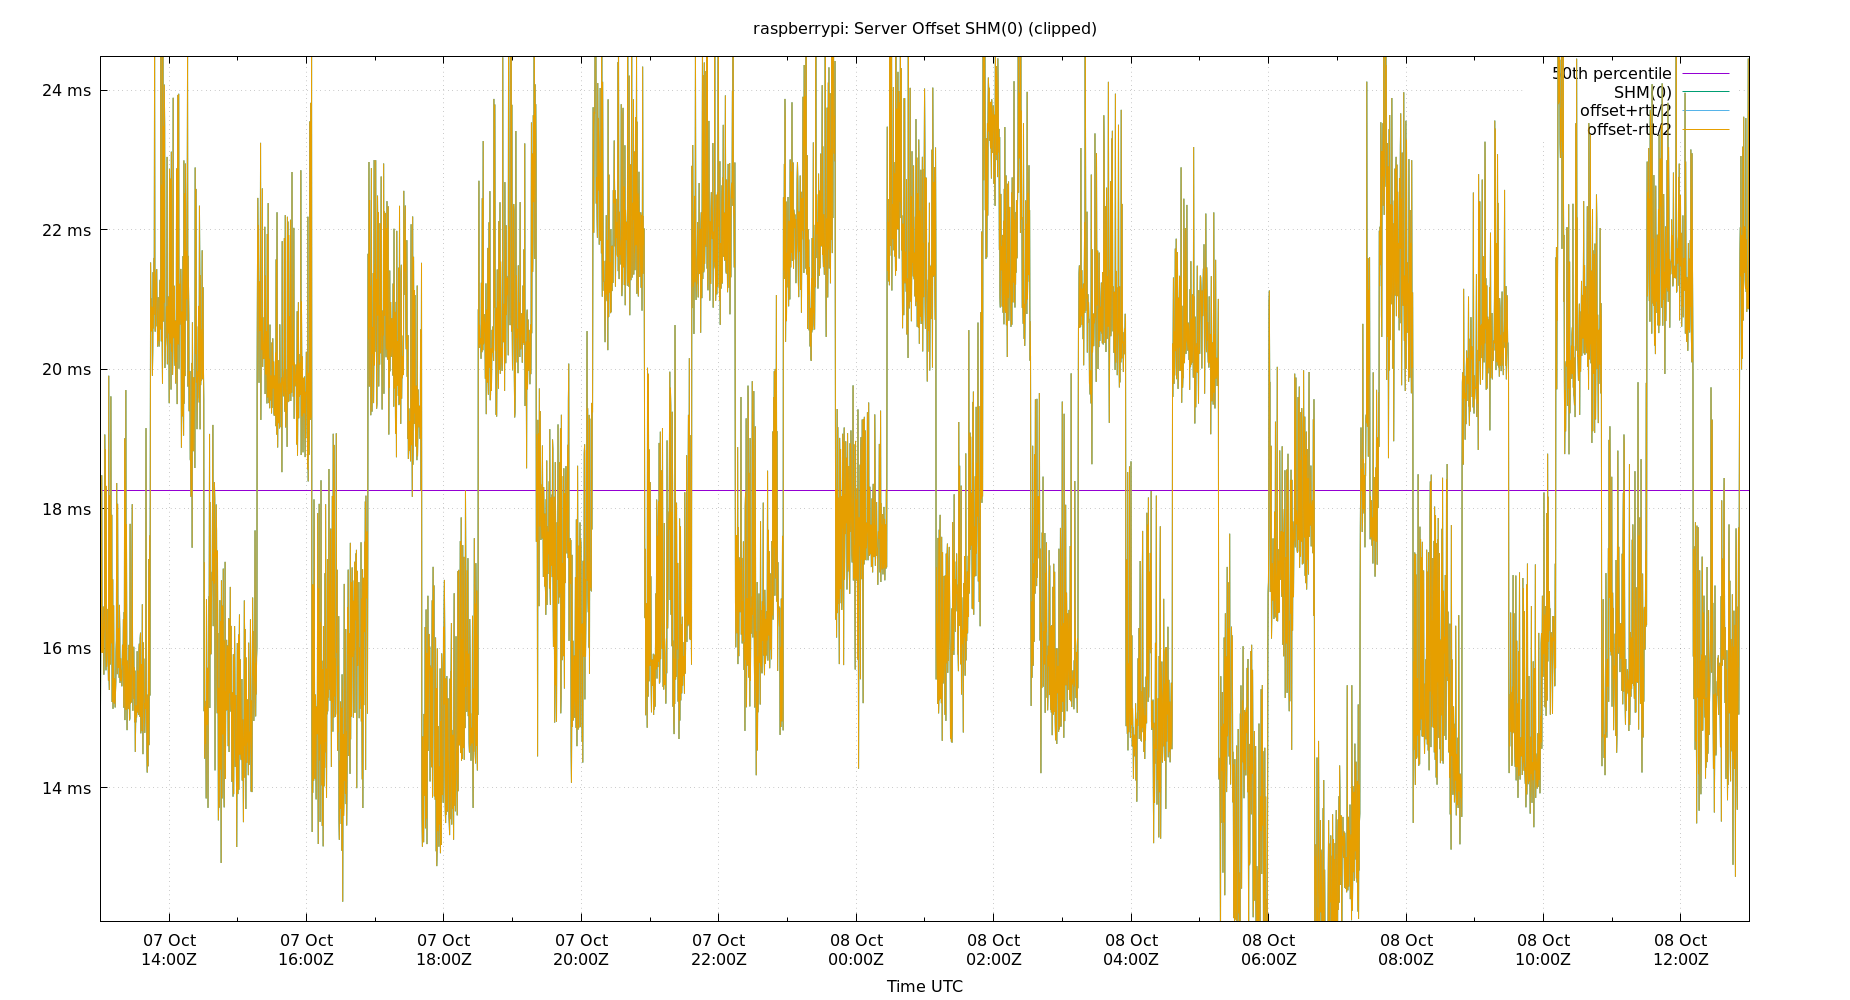 raspberrypi: Server Offset SHM(0) (clipped)
50th percentile
SHM(0)
offset+rtt/2
offset-rtt/2
24 ms
22 ms
20 ms
18 ms
16 ms
14 ms
07 Oct 07 Oct 07 Oct 07 Oct 07 Oct 08 Oct 08 Oct 08 Oct 08 Oct 08 Oct 08 Oct 08 Oct
14:00Z 16:00Z 18:00Z 20:00Z 22:00Z 00:00Z 02:00Z 04:00Z 06:00Z 08:00Z 10:00Z 12:00Z
Time UTC